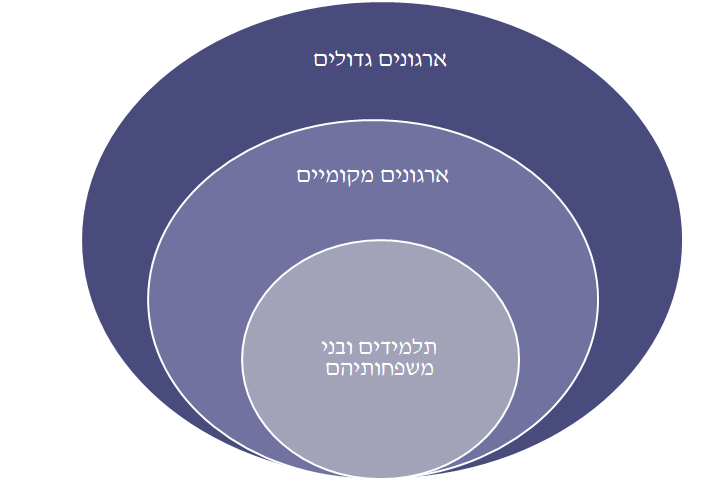 ארגונים גדולים
ארגונים מקומיים
תלמידים ובני
משפחותיהם